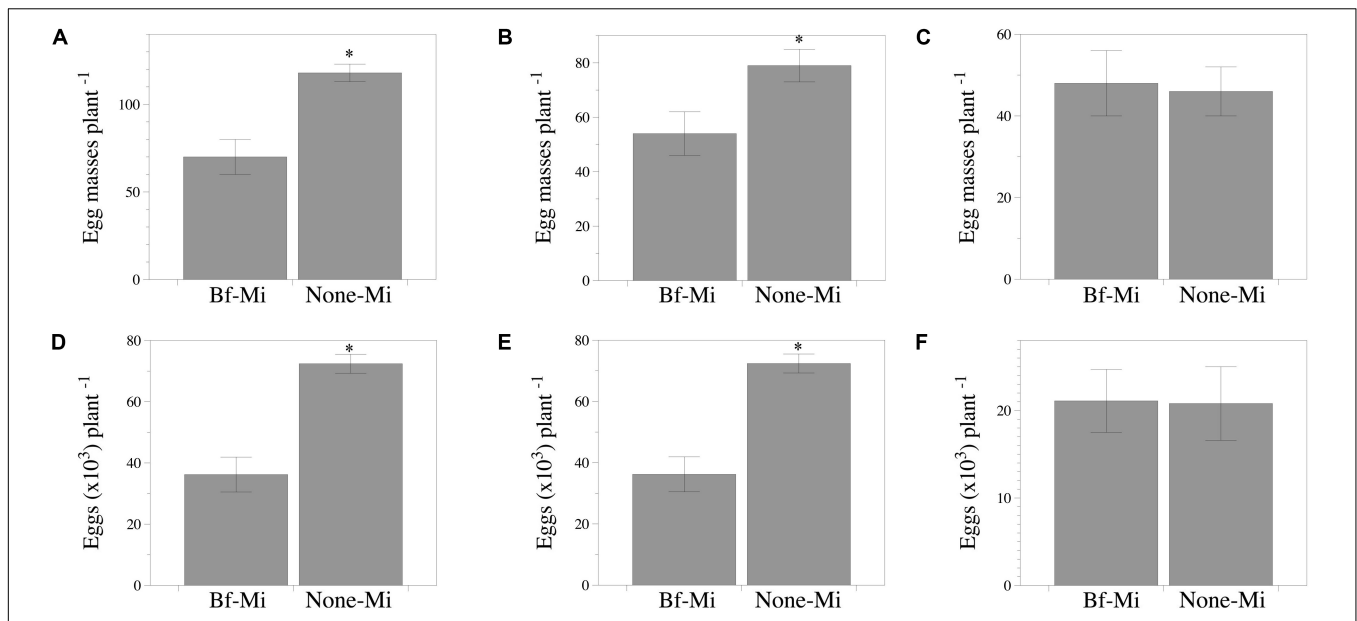 A
Egg masses plant -1
100
50
0
*
Bf-Mi None-Mi
B
Egg masses plant -1
80
60
40
20
0
*
Bf-Mi None-Mi
C
Egg masses plant -1
60
40
20
0
Bf-Mi None-Mi
D
Eggs (x10³) plant -1
80
60
40
20
0
*
Bf-Mi None-Mi
E
Eggs (x10³) plant -1
80
60
40
20
0
*
Bf-Mi None-Mi
F
Eggs (x10³) plant -1
20
10
0
Bf-Mi None-Mi